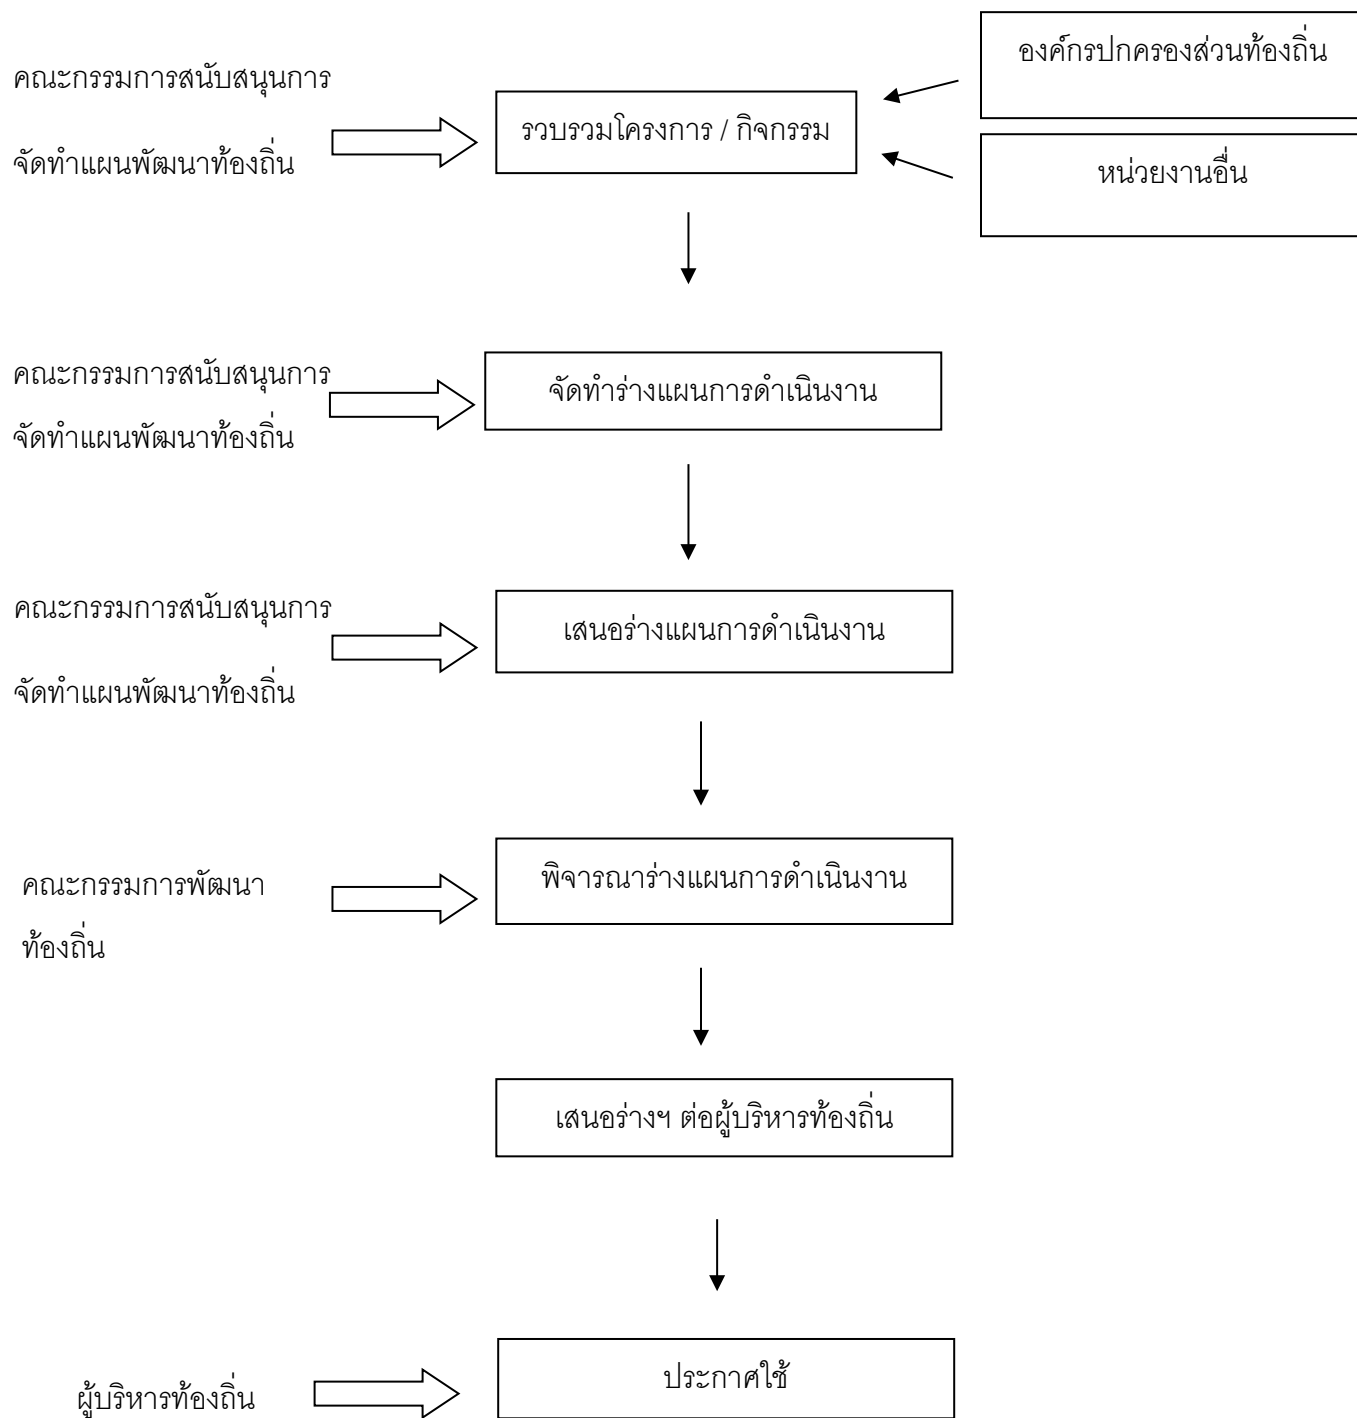 องค์กรปกครองส่วนท้องถิ่น
คณะกรรมการสนับสนุนการ
จัดทำแผนพัฒนาท้องถิ่น
รวบรวมโครงการ / กิจกรรม
หน่วยงานอื่น
คณะกรรมการสนับสนุนการ
จัดทำแผนพัฒนาท้องถิ่น
จัดทำร่างแผนการดำเนินงาน
คณะกรรมการสนับสนุนการ
จัดทำแผนพัฒนาท้องถิ่น
เสนอร่างแผนการดำเนินงาน
คณะกรรมการพัฒนา
ท้องถิ่น
พิจารณาร่างแผนการดำเนินงาน
เสนอร่างฯ ต่อผู้บริหารท้องถิ่น
ผู้บริหารท้องถิ่น
ประกาศใช้